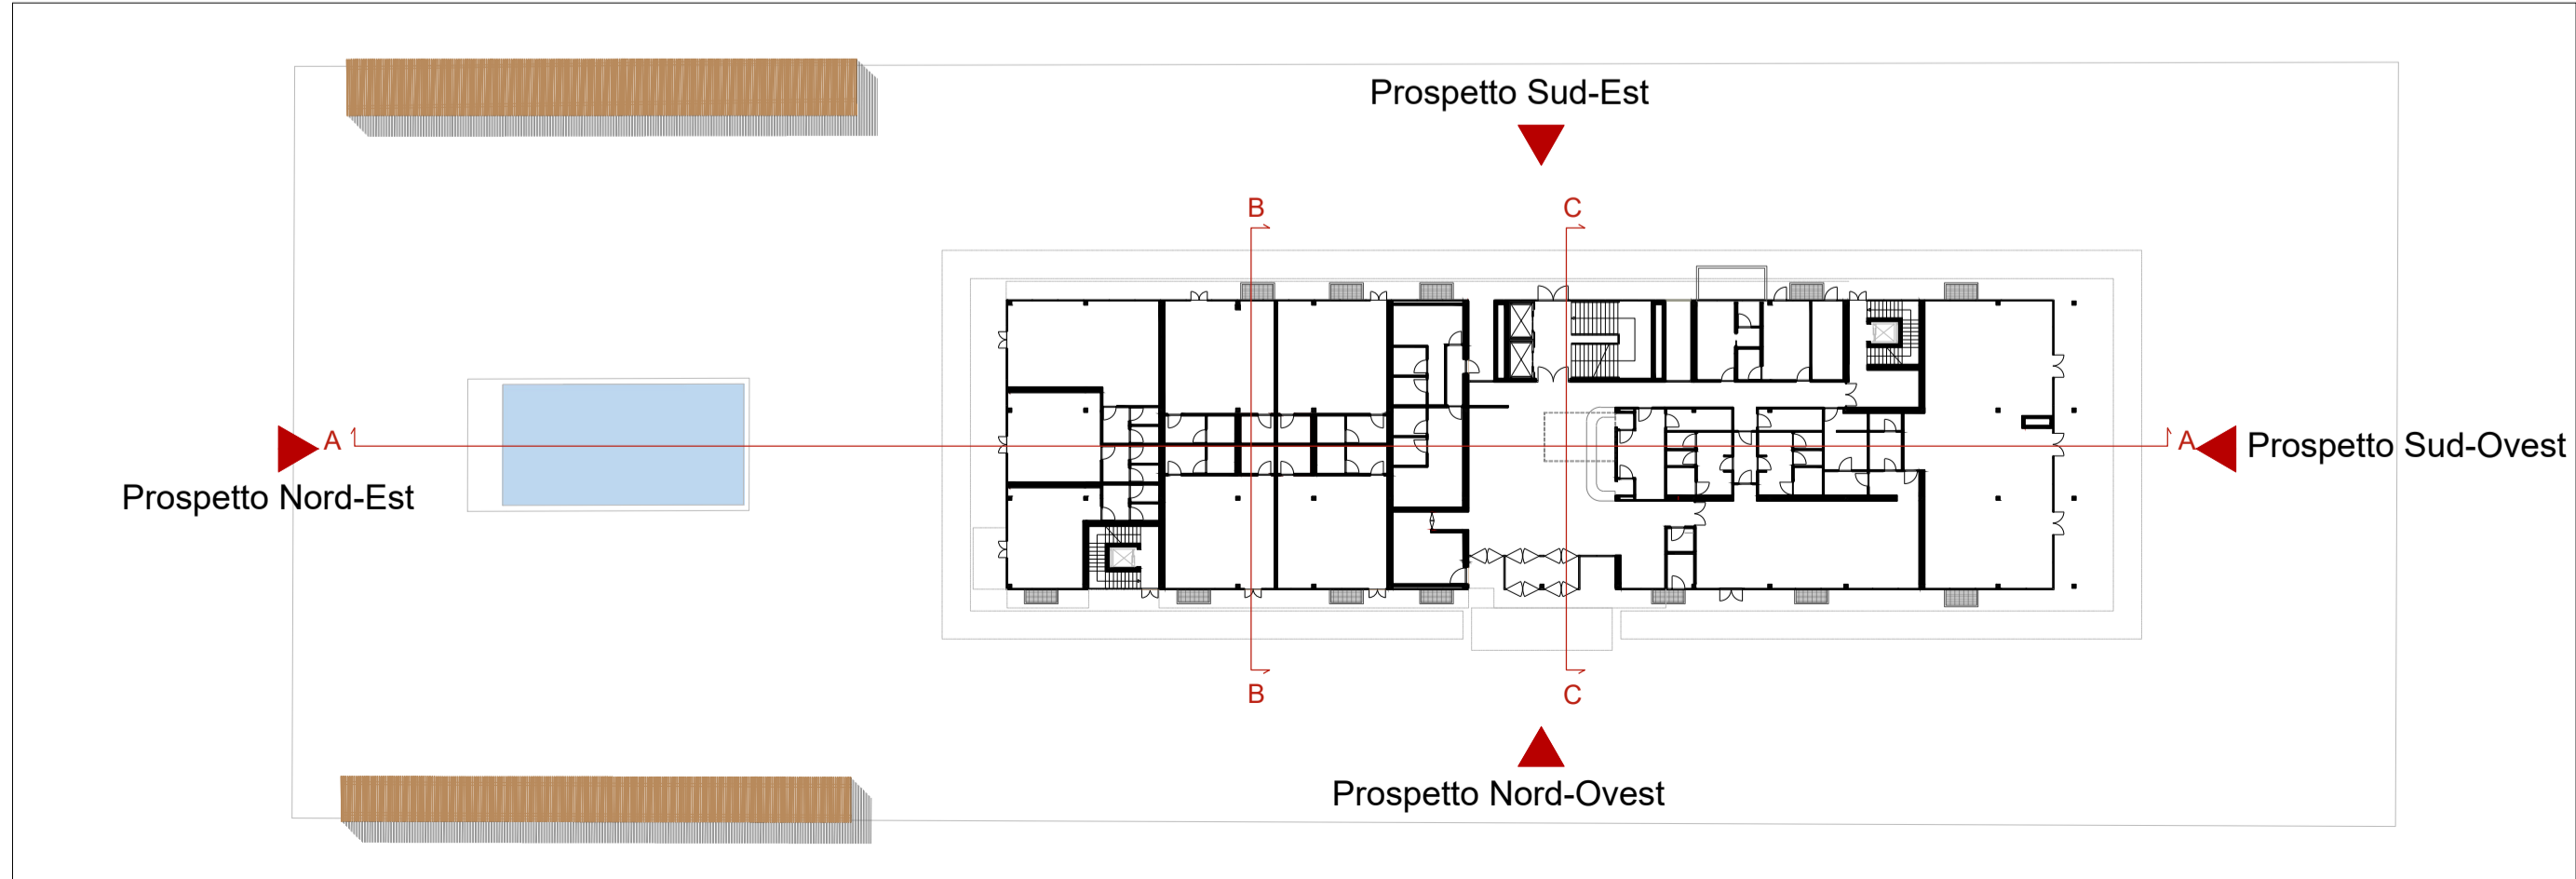 Prospetto Sud-Est
B
C
A
A
Prospetto Sud-Ovest
Prospetto Nord-Est
B
C
Prospetto Nord-Ovest